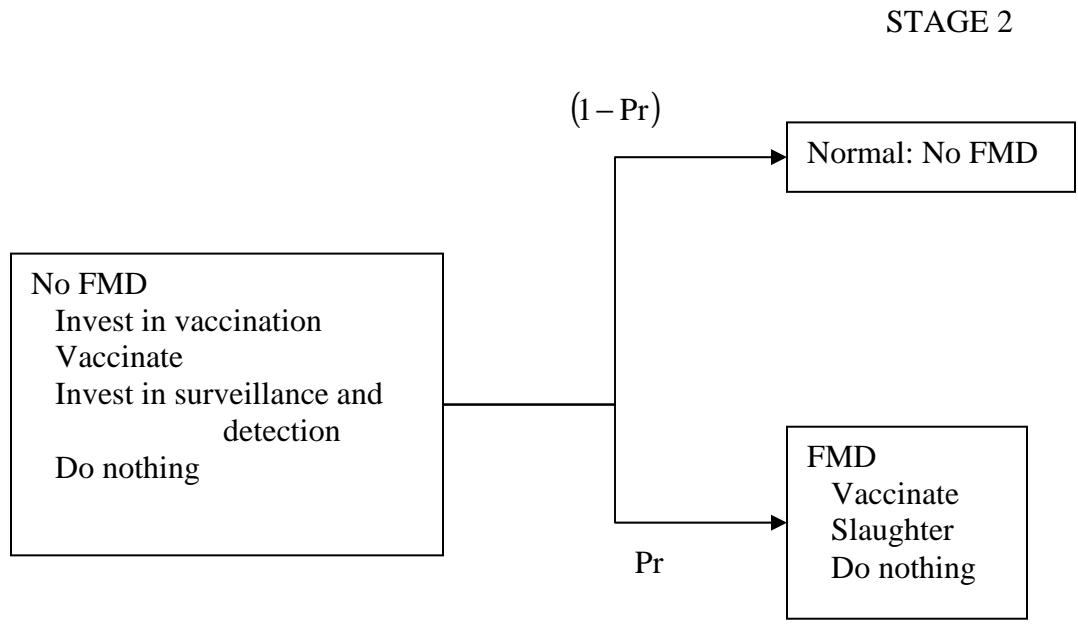 STAGE 2
(1 – Pr)
Normal: No FMD
No FMD
Invest in vaccination
Vaccinate
Invest in surveillance and
detection
Do nothing
FMD
Vaccinate
Slaughter
Do nothing
Pr